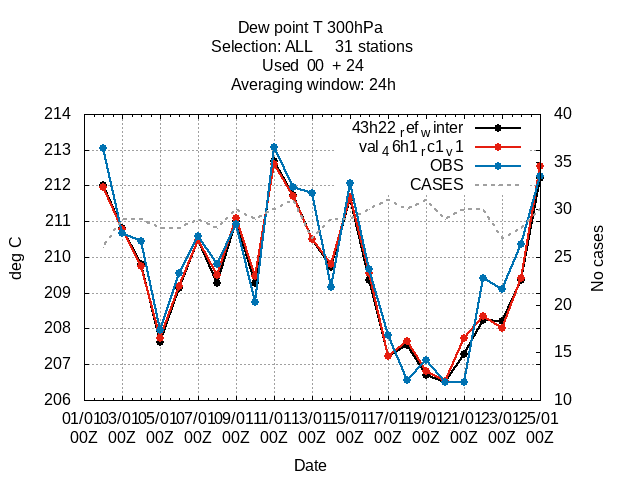 Dew point T 300hPa
Selection: ALL 31 stations
Used 00 + 24
Averaging window: 24h
214 40
43h22_refwinter
213 val_46h1_rc1_v1 35
OBS
212 CASES
211 30
deg C
210 25
No cases
209
208 20
207 15
206 10
01/01 03/01 05/01 07/01 09/01 11/01 13/01 15/01 17/01 19/01 21/01 23/01 25/01
00Z 00Z 00Z 00Z 00Z 00Z 00Z 00Z 00Z 00Z 00Z 00Z 00Z
Date